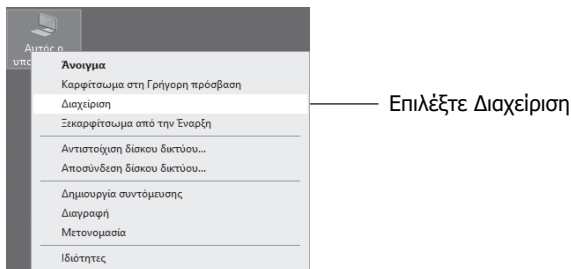 Αυτός ο
υπο
Άνοιγμα
Καρφίτσωμα στη Γρήγορη πρόσβαση
Διαχείριση
Επιλέξτε Διαχείριση
Ξεκαρφίτσωμα από την Έναρξη
Αντιστοίχιση δίσκου δικτύου...
Αποσύνδεση δίσκου δικτύου...
Δημιουργία συντόμευσης
Διαγραφή
Μετονομασία
Ιδιότητες